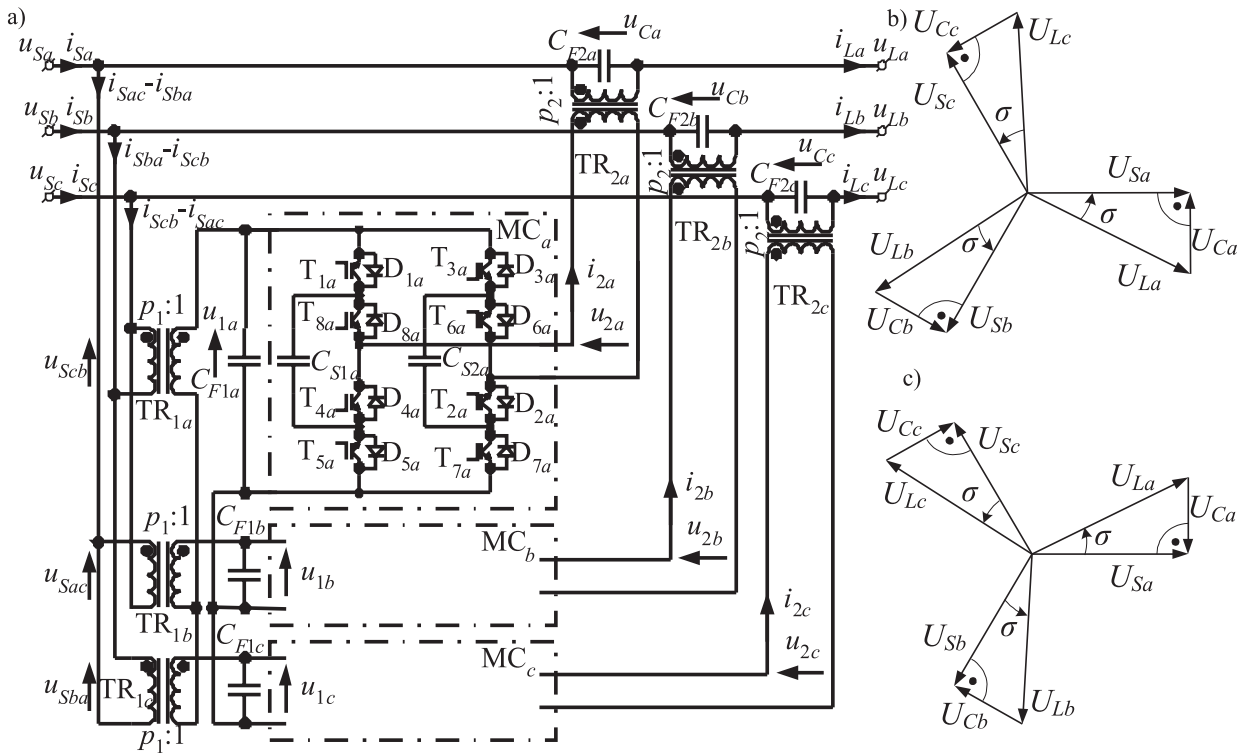 a)
b)
c)
u_Sa i_Sa
i_Sac-i_Sba
u_Sb i_Sb
i_Sba-i_Scb
u_Sc i_Sc
i_Scb-i_Sac
C_F2a
u_Ca
i_La u_La
p_2:1
TR_2a
C_F2b
u_Cb
i_Lb u_Lb
p_2:1
TR_2b
C_F2c
u_Cc
i_Lc u_Lc
p_2:1
TR_2c
MC_a
T_1a D_1a T_3a D_3a
T_8a D_8a T_6a D_6a
C_S1a C_S2a
T_4a D_4a T_2a D_2a
T_5a D_5a T_7a D_7a
i_2a
u_2a
p_1:1
u_1a
u_Scb
C_F1a
TR_1a
p_1:1
C_F1b
MC_b
u_Sac
u_1b
TR_1b
i_2b
u_2b
C_F1c
MC_c
u_Sba
TR_1c
u_1c
p_1:1
i_2c
u_2c
U_Cc
U_Lc
U_Sc
σ
U_Sa
σ
U_Ca
U_La
U_Lb
σ
U_Cb
U_Sb
U_Cc
U_Sc
U_Lc
σ
U_La
U_Ca
σ
U_Sa
U_Sb
σ
U_Cb
U_Lb